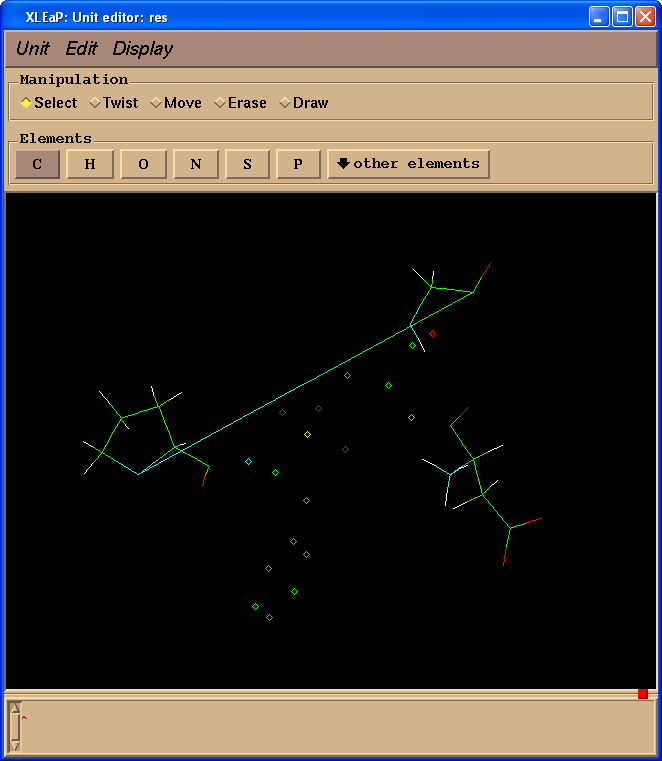 XLEaP: Unit editor: res
Unit Edit Display
Manipulation
Select Twist Move Erase Draw
Elements
C H O N S P other elements